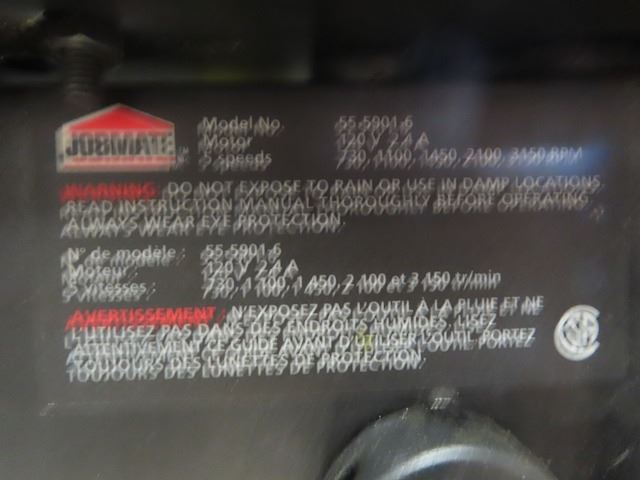 JOBMATE
Model No. 55-5901-6
Motor 120 V 2.4 A
5 speeds 730, 1100, 1450, 2100, 3150 RPM
WARNING: DO NOT EXPOSE TO RAIN OR USE IN DAMP LOCATIONS.
READ INSTRUCTION MANUAL THOROUGHLY BEFORE OPERATING.
ALWAYS WEAR EYE PROTECTION.
N° de modèle : 55-5901-6
Moteur : 120 V 2.4 A
5 vitesses : 730, 1 100, 1 450, 2 100 et 3 150 tr/min
AVERTISSEMENT : N'EXPOSEZ PAS L'OUTIL À LA PLUIE ET NE
L'UTILISEZ PAS DANS DES ENDROITS HUMIDES. LISEZ
ATTENTIVEMENT CE GUIDE AVANT D'UTILISER L'OUTIL. PORTEZ
TOUJOURS DES LUNETTES DE PROTECTION.